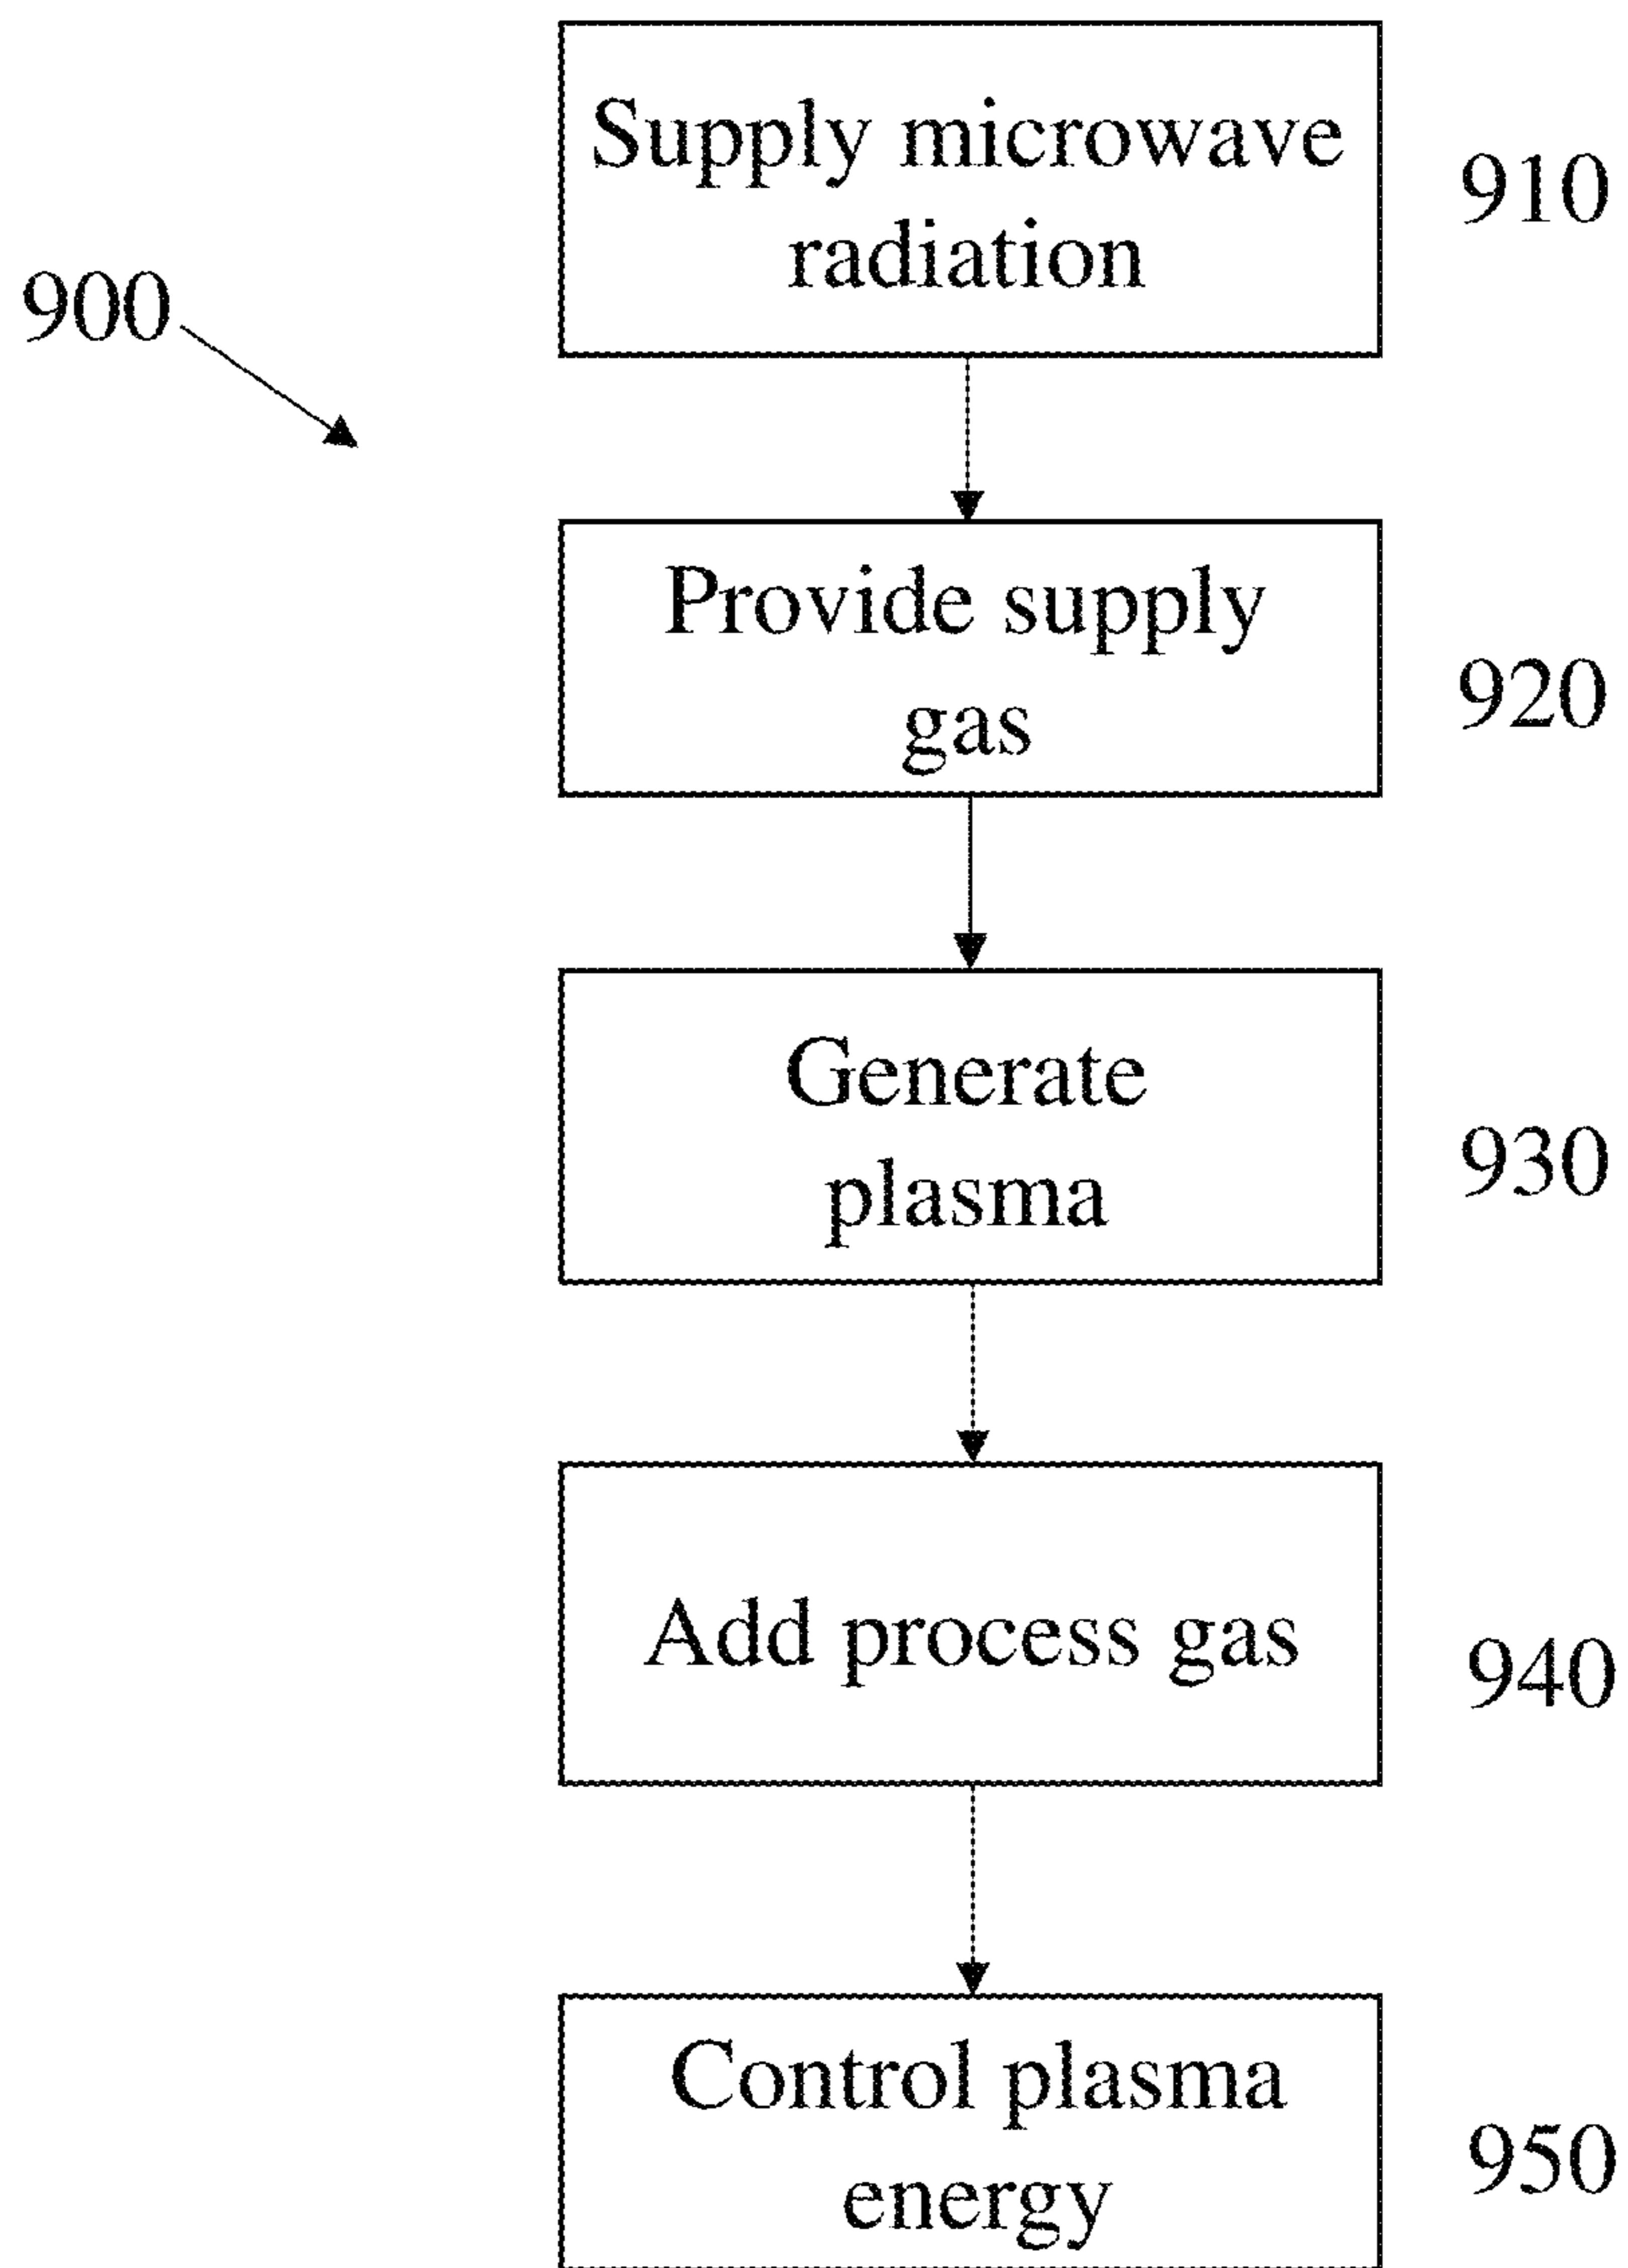 Supply microwave
radiation
910
900
Provide supply
gas
920
Generate
plasma
930
Add process gas
940
Control plasma
energy
950